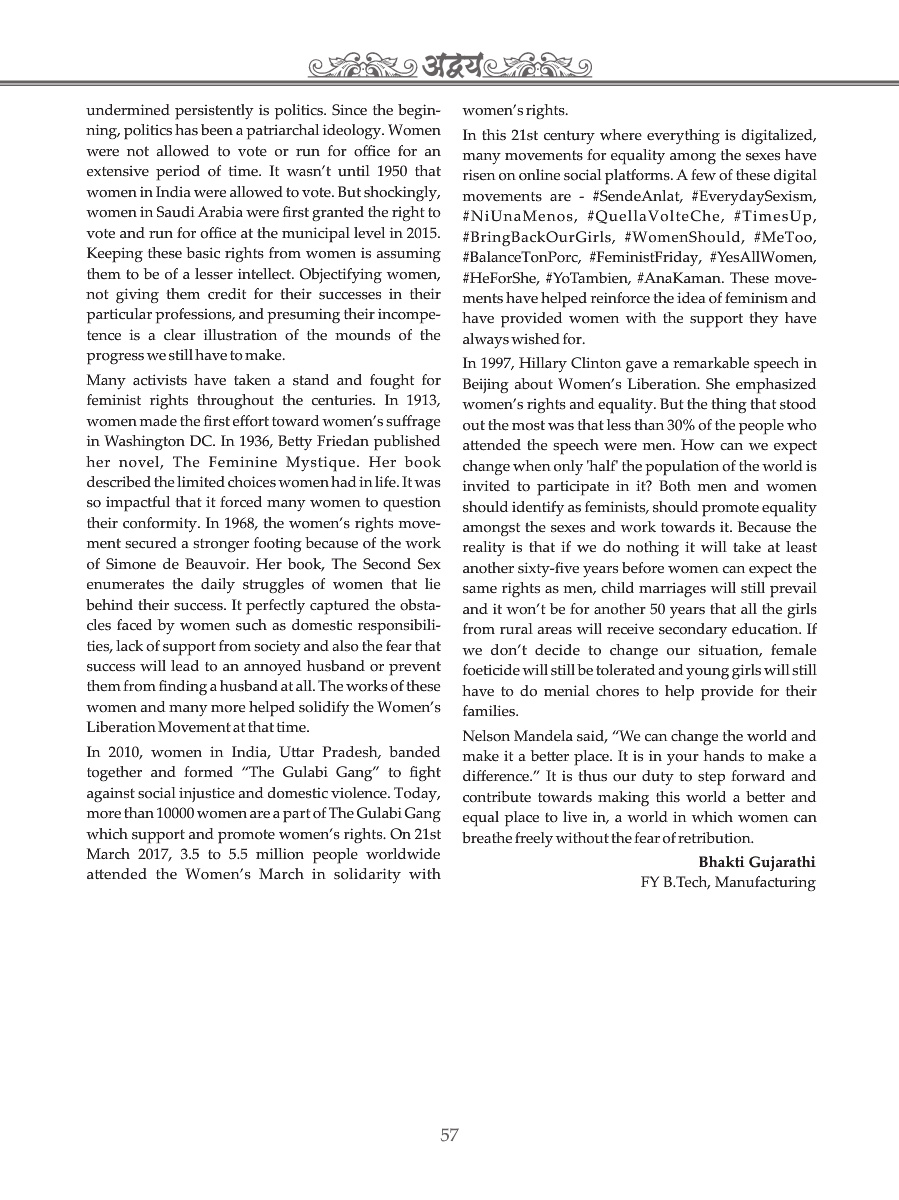 अद्वय
undermined persistently is politics. Since the begin-
ning, politics has been a patriarchal ideology. Women
were not allowed to vote or run for office for an
extensive period of time. It wasn’t until 1950 that
women in India were allowed to vote. But shockingly,
women in Saudi Arabia were first granted the right to
vote and run for office at the municipal level in 2015.
Keeping these basic rights from women is assuming
them to be of a lesser intellect. Objectifying women,
not giving them credit for their successes in their
particular professions, and presuming their incompe-
tence is a clear illustration of the mounds of the
progress we still have to make.
Many activists have taken a stand and fought for
feminist rights throughout the centuries. In 1913,
women made the first effort toward women’s suffrage
in Washington DC. In 1936, Betty Friedan published
her novel, The Feminine Mystique. Her book
described the limited choices women had in life. It was
so impactful that it forced many women to question
their conformity. In 1968, the women’s rights move-
ment secured a stronger footing because of the work
of Simone de Beauvoir. Her book, The Second Sex
enumerates the daily struggles of women that lie
behind their success. It perfectly captured the obsta-
cles faced by women such as domestic responsibili-
ties, lack of support from society and also the fear that
success will lead to an annoyed husband or prevent
them from finding a husband at all. The works of these
women and many more helped solidify the Women’s
Liberation Movement at that time.
In 2010, women in India, Uttar Pradesh, banded
together and formed “The Gulabi Gang” to fight
against social injustice and domestic violence. Today,
more than 10000 women are a part of The Gulabi Gang
which support and promote women’s rights. On 21st
March 2017, 3.5 to 5.5 million people worldwide
attended the Women’s March in solidarity with
women’s rights.
In this 21st century where everything is digitalized,
many movements for equality among the sexes have
risen on online social platforms. A few of these digital
movements are - #SendeAnlat, #EverydaySexism,
#NiUnaMenos, #QuellaVolteChe, #TimesUp,
#BringBackOurGirls, #WomenShould, #MeToo,
#BalanceTonPorc, #FeministFriday, #YesAllWomen,
#HeForShe, #YoTambien, #AnaKaman. These move-
ments have helped reinforce the idea of feminism and
have provided women with the support they have
always wished for.
In 1997, Hillary Clinton gave a remarkable speech in
Beijing about Women’s Liberation. She emphasized
women’s rights and equality. But the thing that stood
out the most was that less than 30% of the people who
attended the speech were men. How can we expect
change when only 'half' the population of the world is
invited to participate in it? Both men and women
should identify as feminists, should promote equality
amongst the sexes and work towards it. Because the
reality is that if we do nothing it will take at least
another sixty-five years before women can expect the
same rights as men, child marriages will still prevail
and it won’t be for another 50 years that all the girls
from rural areas will receive secondary education. If
we don’t decide to change our situation, female
foeticide will still be tolerated and young girls will still
have to do menial chores to help provide for their
families.
Nelson Mandela said, “We can change the world and
make it a better place. It is in your hands to make a
difference.” It is thus our duty to step forward and
contribute towards making this world a better and
equal place to live in, a world in which women can
breathe freely without the fear of retribution.
Bhakti Gujarathi
FY B.Tech, Manufacturing
57